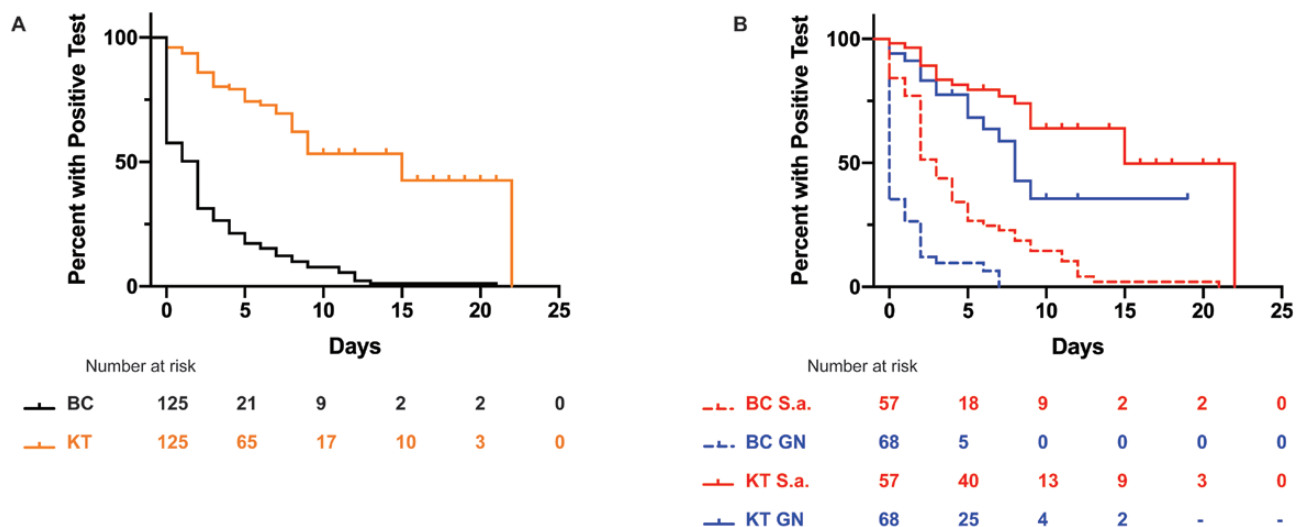 A
Percent with Positive Test
100
50
0
0 5 10 15 20 25
Days
Number at risk
BC 125 21 9 2 2 0
KT 125 65 17 10 3 0
B
Percent with Positive Test
100
50
0
0 5 10 15 20 25
Days
Number at risk
BC S.a. 57 18 9 2 2 0
BC GN 68 5 0 0 0 0
KT S.a. 57 40 13 9 3 0
KT GN 68 25 4 2 - -